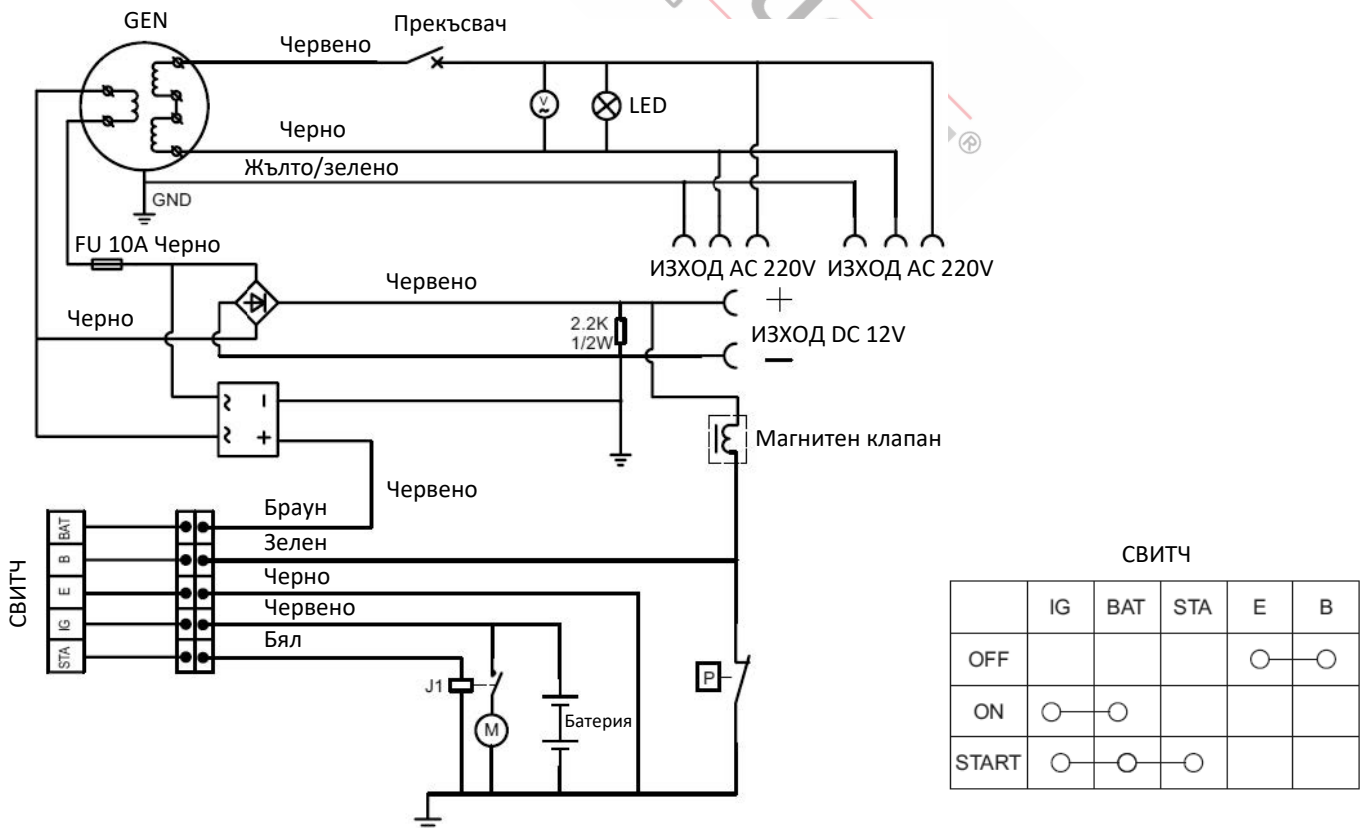 GEN
Прекъсвач
Червено
V
LED
Черно
®
Жълто/зелено
GND
FU 10A Черно
ИЗХОД AC 220V ИЗХОД AC 220V
Червено
+
Черно
2.2K
1/2W
ИЗХОД DC 12V
−
~ −
~ +
Магнитен клапан
Червено
СВИТЧ
BAT
B
E
IG
STA
Браун
Зелен
Черно
Червено
Бял
J1
M
Батерия
P
СВИТЧ
IG BAT STA E B
OFF
ON
START